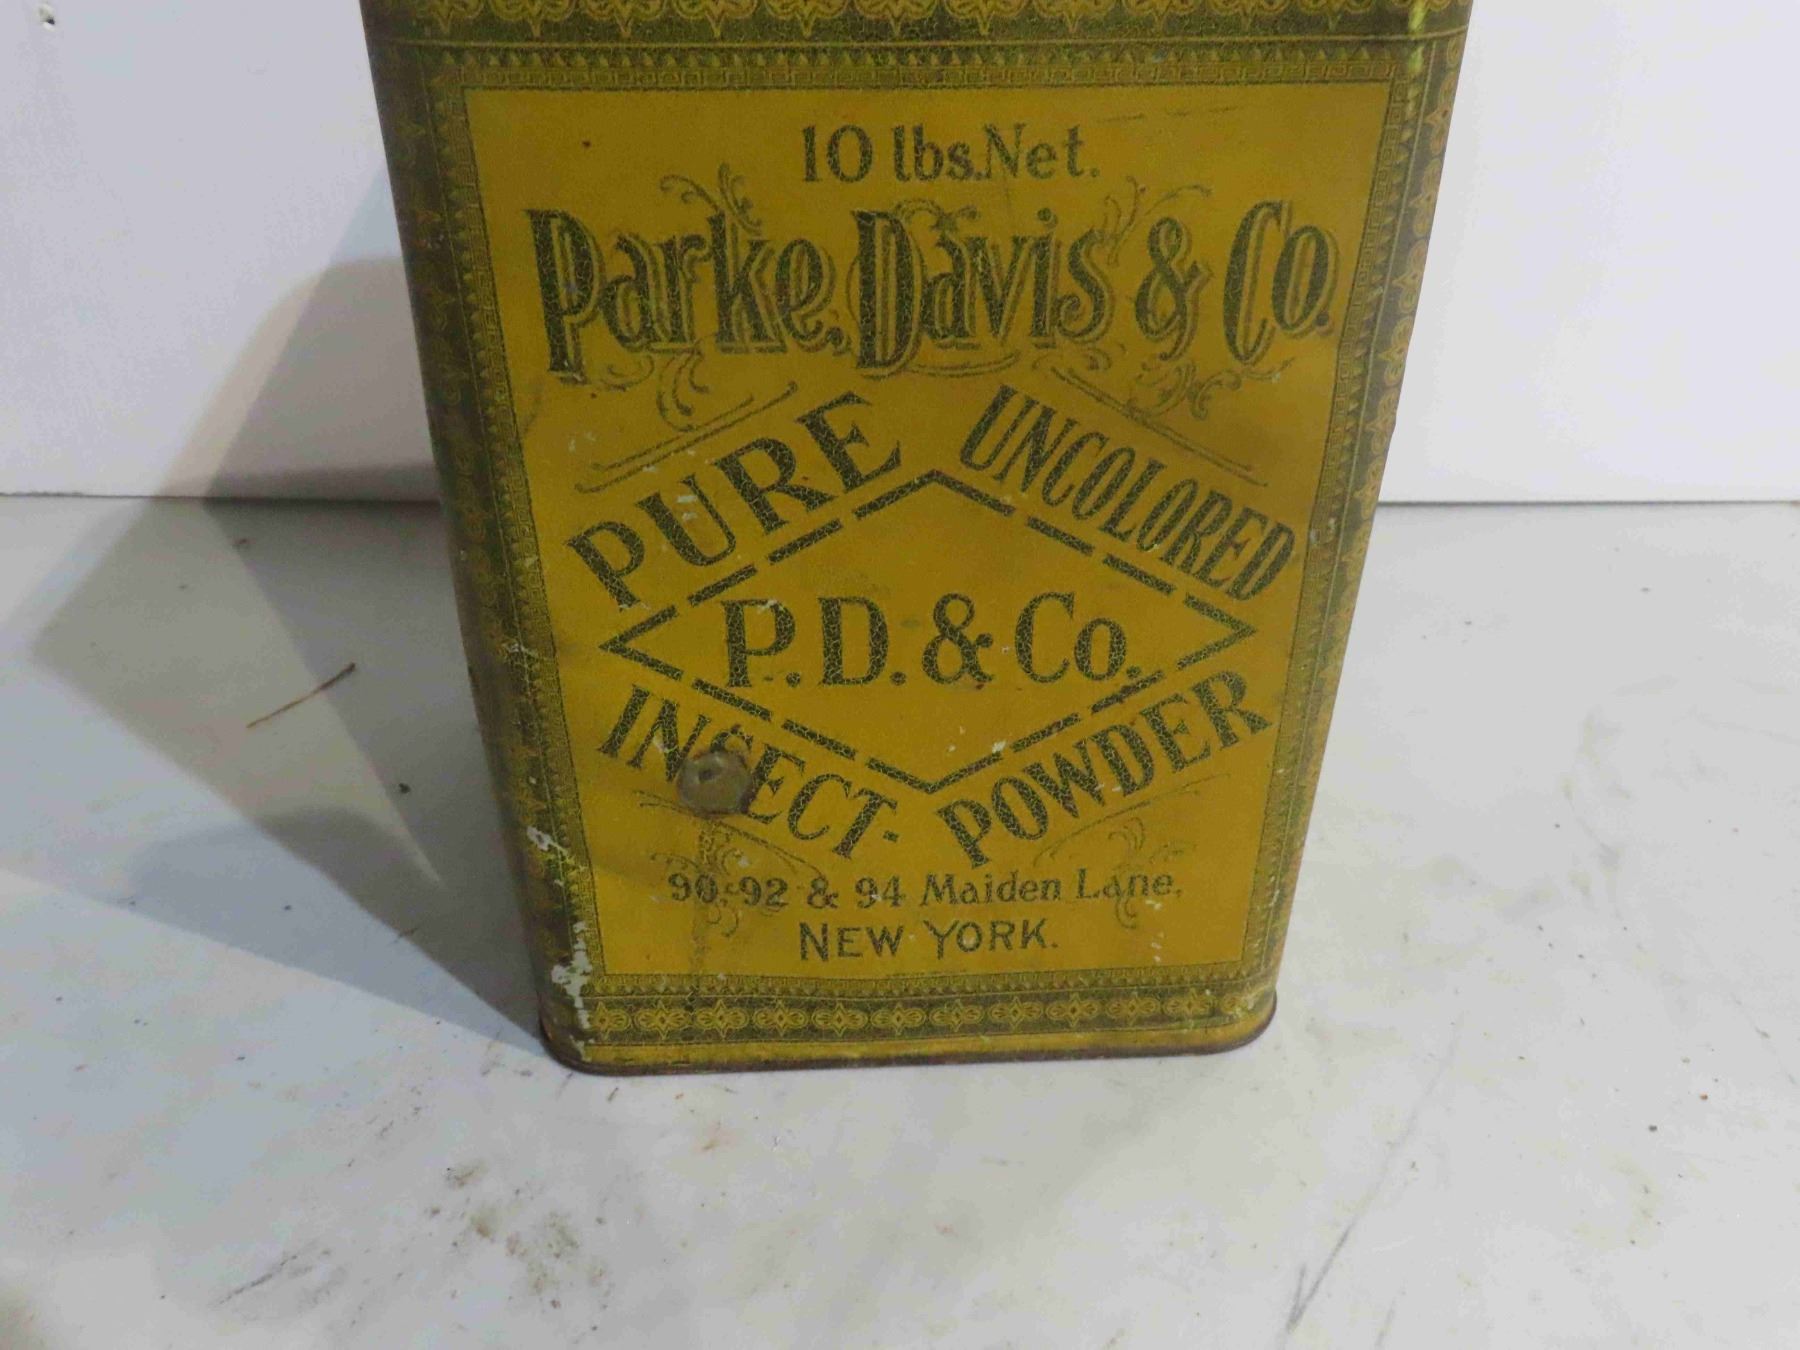 10 lbs. Net.
Parke, Davis & Co.
PURE UNCOLORED
P. D. & Co.
INSECT-POWDER
90, 92 & 94 Maiden Lane,
NEW YORK.